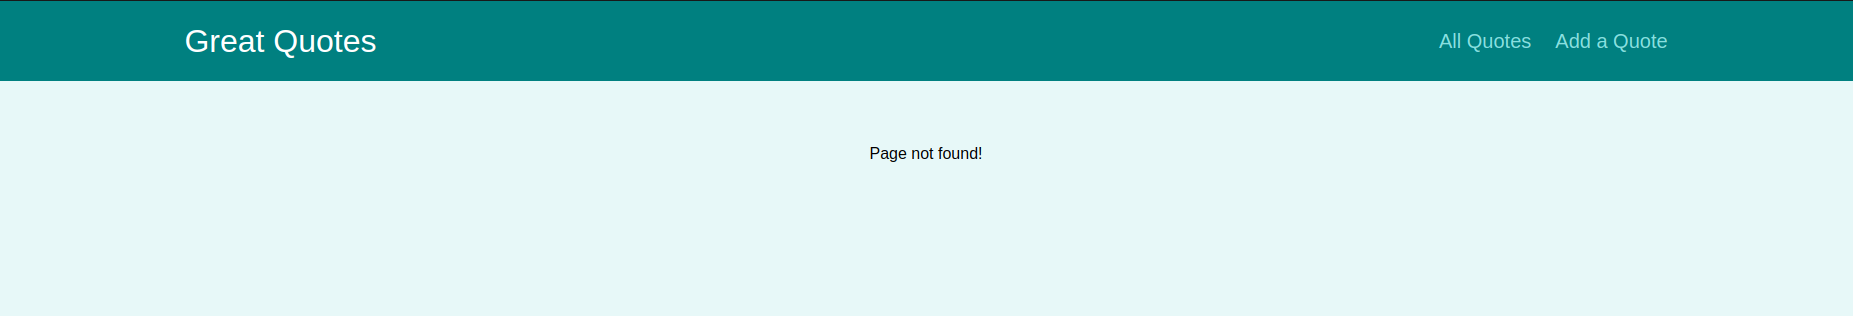 Great Quotes
All Quotes Add a Quote
Page not found!